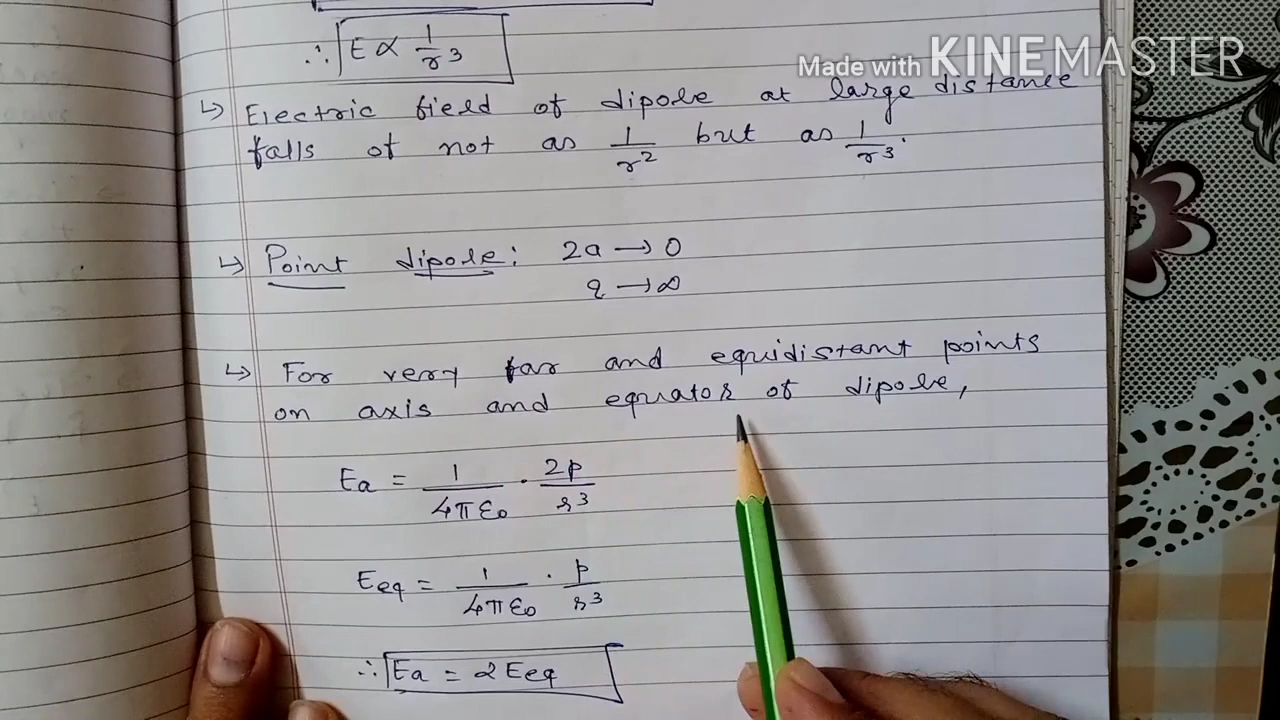 Made with KINEMASTER
∴ E ∝ 1/r³
↳ Electric field of dipole at large distance
falls of not as 1/r² but as 1/r³.
↳ Point dipole: 2a → 0
q → ∞
↳ For very far and equidistant points
on axis and equator of dipole,
Ea = 1/4πε₀ · 2p/r³
Eeq = 1/4πε₀ · p/r³
∴ Ea = 2Eeq